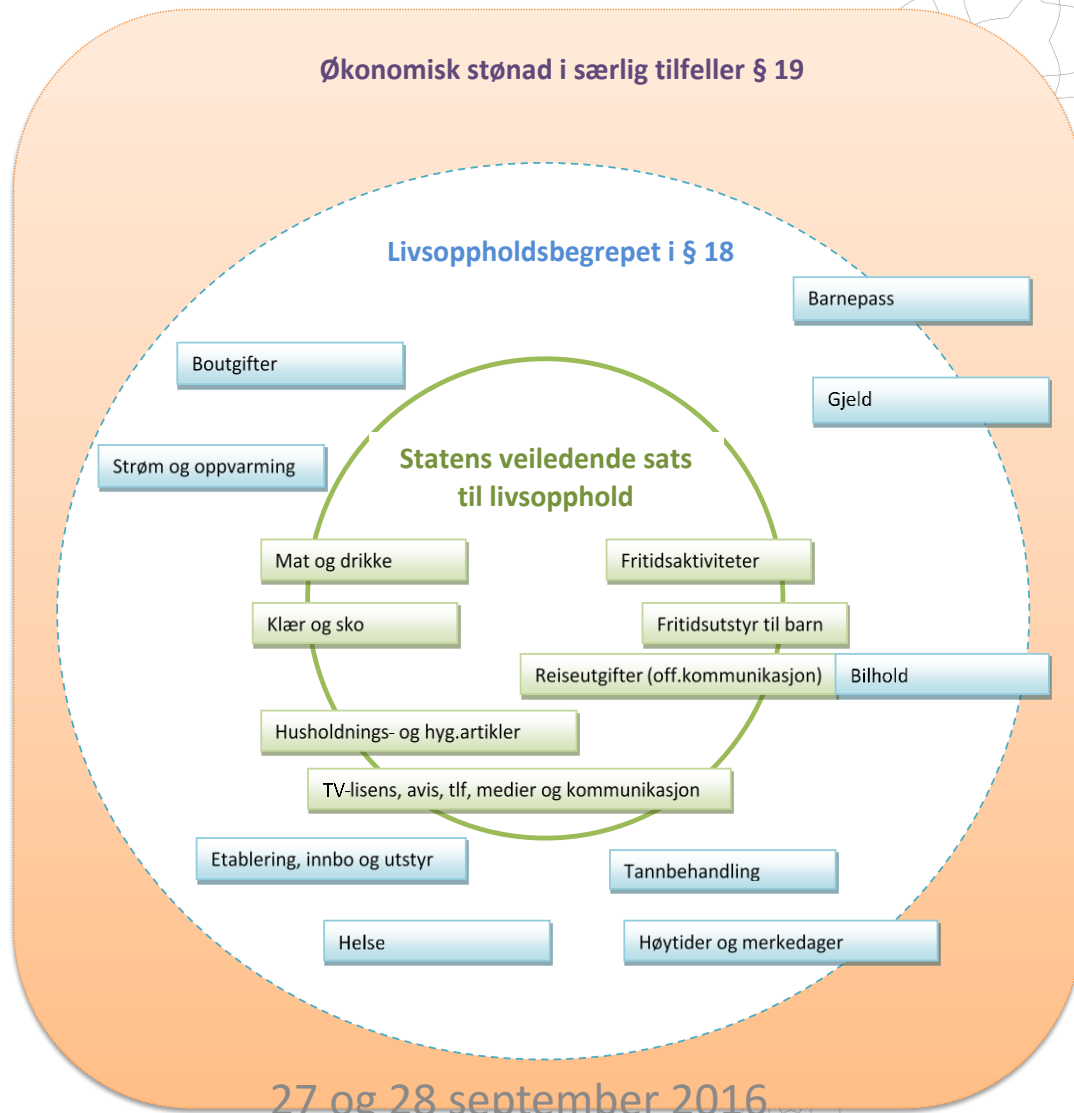 Økonomisk stønad i særlig tilfeller § 19
Livsoppholdsbegrepet i § 18
Barnepass
Boutgifter
Gjeld
Statens veiledende sats
til livsopphold
Strøm og oppvarming
Mat og drikke
Fritidsaktiviteter
Klær og sko
Fritidsutstyr til barn
Reiseutgifter (off.kommunikasjon)
Bilhold
Husholdnings- og hyg.artikler
TV-lisens, avis, tlf, medier og kommunikasjon
Etablering, innbo og utstyr
Tannbehandling
Helse
Høytider og merkedager
27 og 28 september 2016